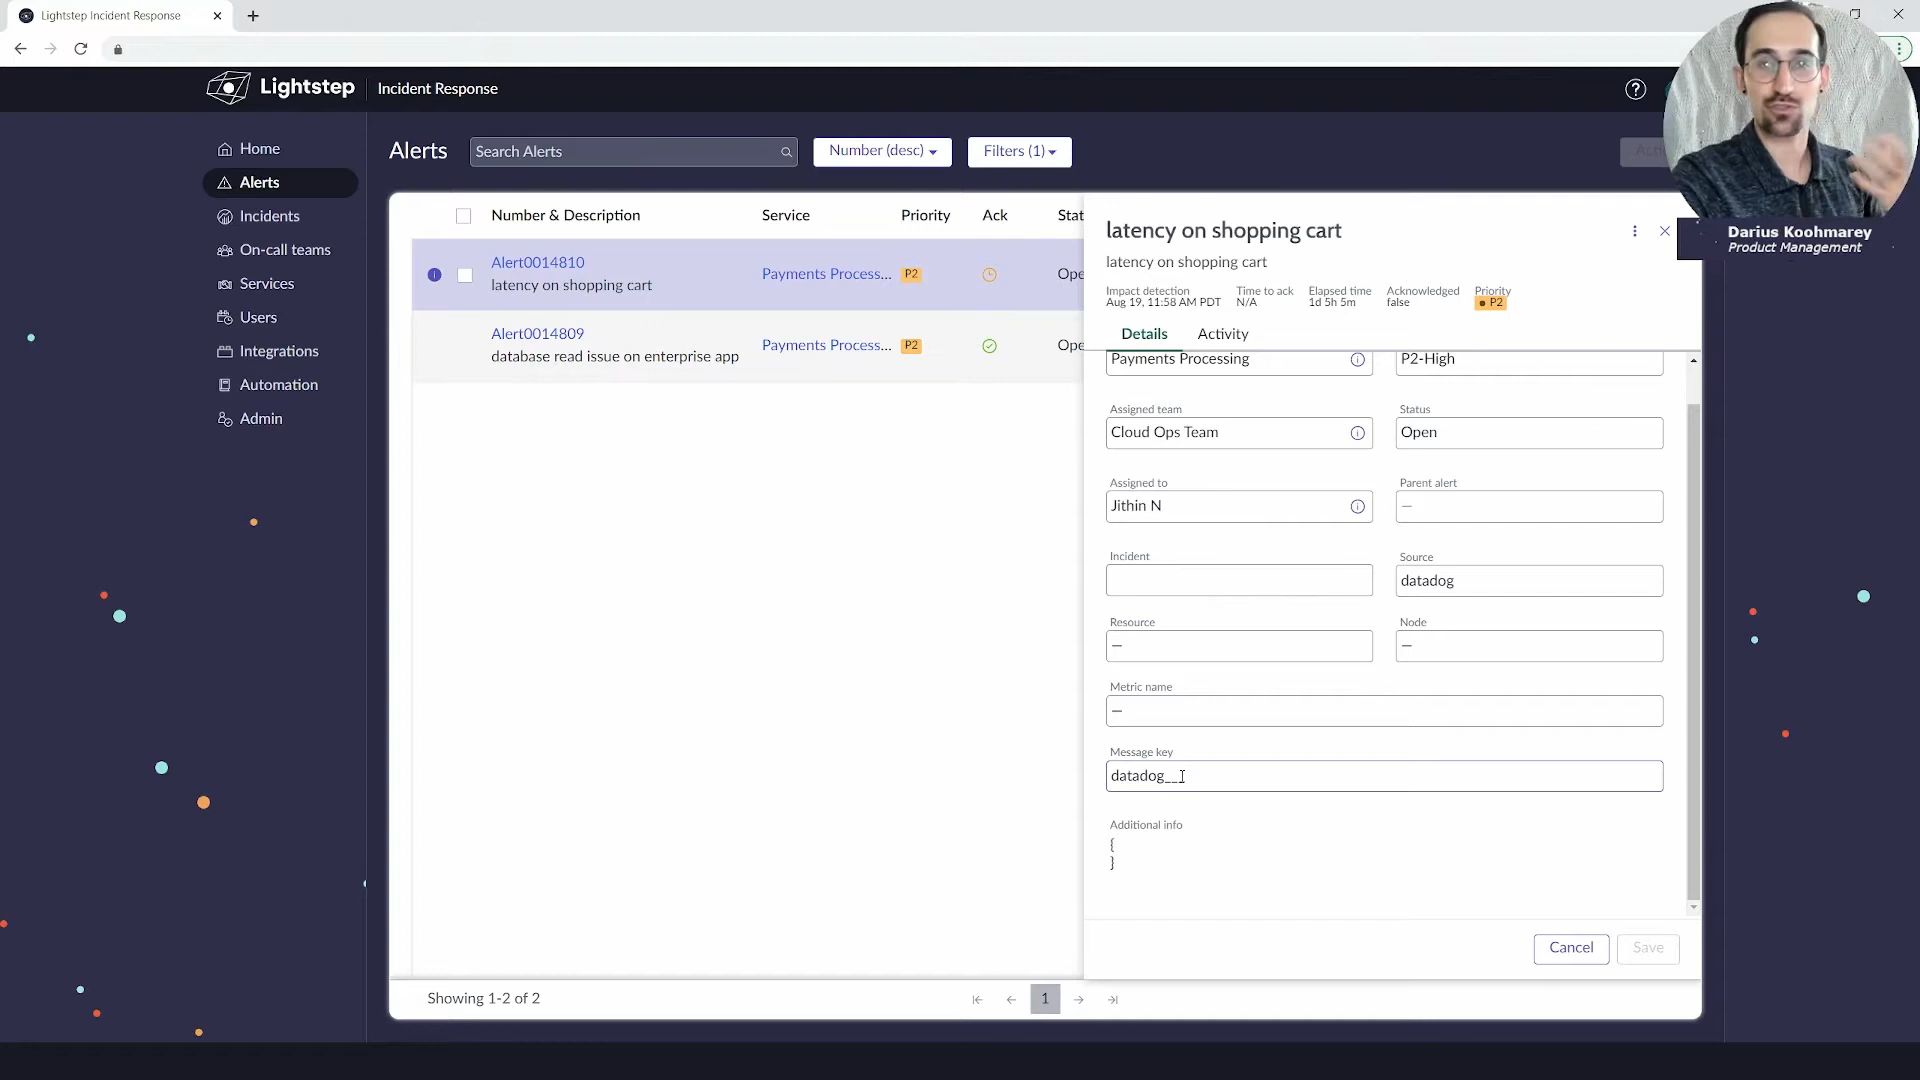 Lightstep Incident Response
Lightstep
Incident Response
Home
Alerts
Incidents
On-call teams
Services
Users
Integrations
Automation
Admin
Alerts
Search Alerts
Number (desc)
Filters (1)
Number & Description
Service
Priority
Ack
Stat
Alert0014810
latency on shopping cart
Payments Process...
P2
Ope
Alert0014809
database read issue on enterprise app
Payments Process...
P2
Ope
Showing 1-2 of 2
1
latency on shopping cart
latency on shopping cart
Impact detection
Aug 19, 11:58 AM PDT
Time to ack
N/A
Elapsed time
1d 5h 5m
Acknowledged
false
Priority
P2
Details
Activity
Payments Processing
P2-High
Assigned team
Cloud Ops Team
Status
Open
Assigned to
Jithin N
Parent alert
—
Incident
Source
datadog
Resource
—
Node
—
Metric name
—
Message key
datadog___
Additional info
{
}
Cancel
Save
Darius Koohmarey
Product Management